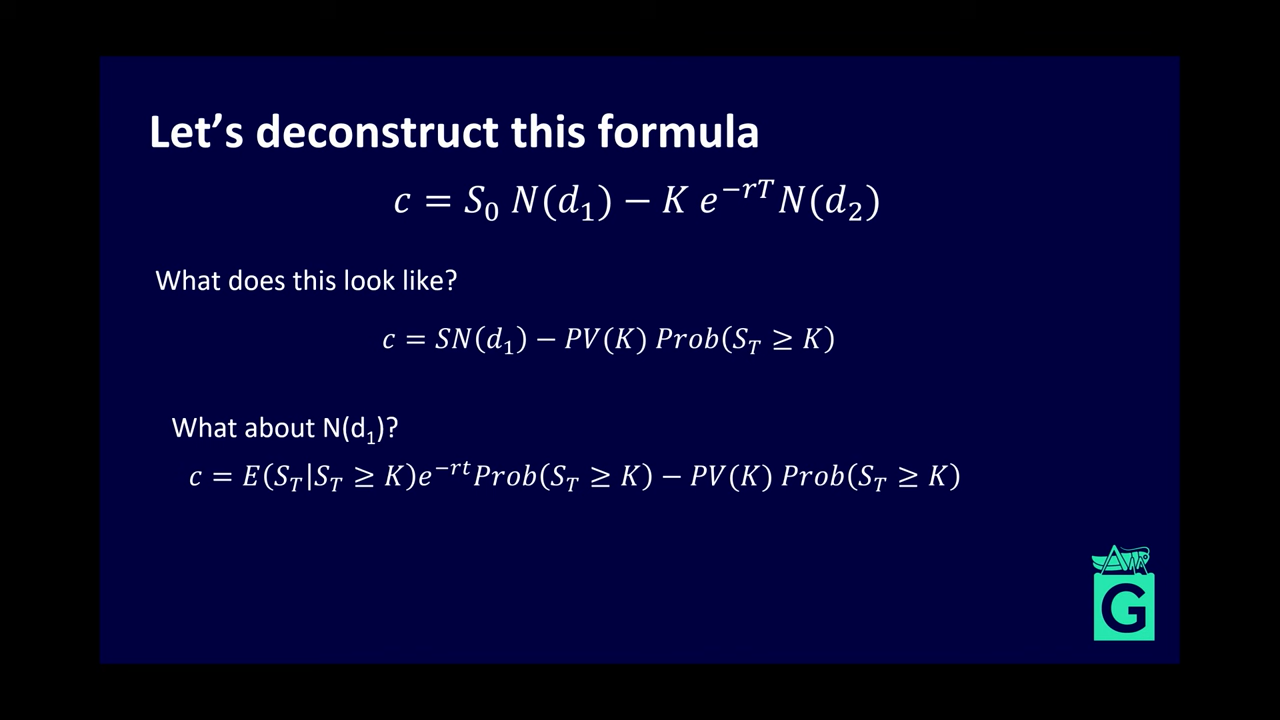 Let's deconstruct this formula
c = S₀ N(d₁) − K e^{−rT}N(d₂)
What does this look like?
c = SN(d₁) − PV(K) Prob(S_T ≥ K)
What about N(d₁)?
c = E(S_T|S_T ≥ K)e^{−rt}Prob(S_T ≥ K) − PV(K) Prob(S_T ≥ K)
G